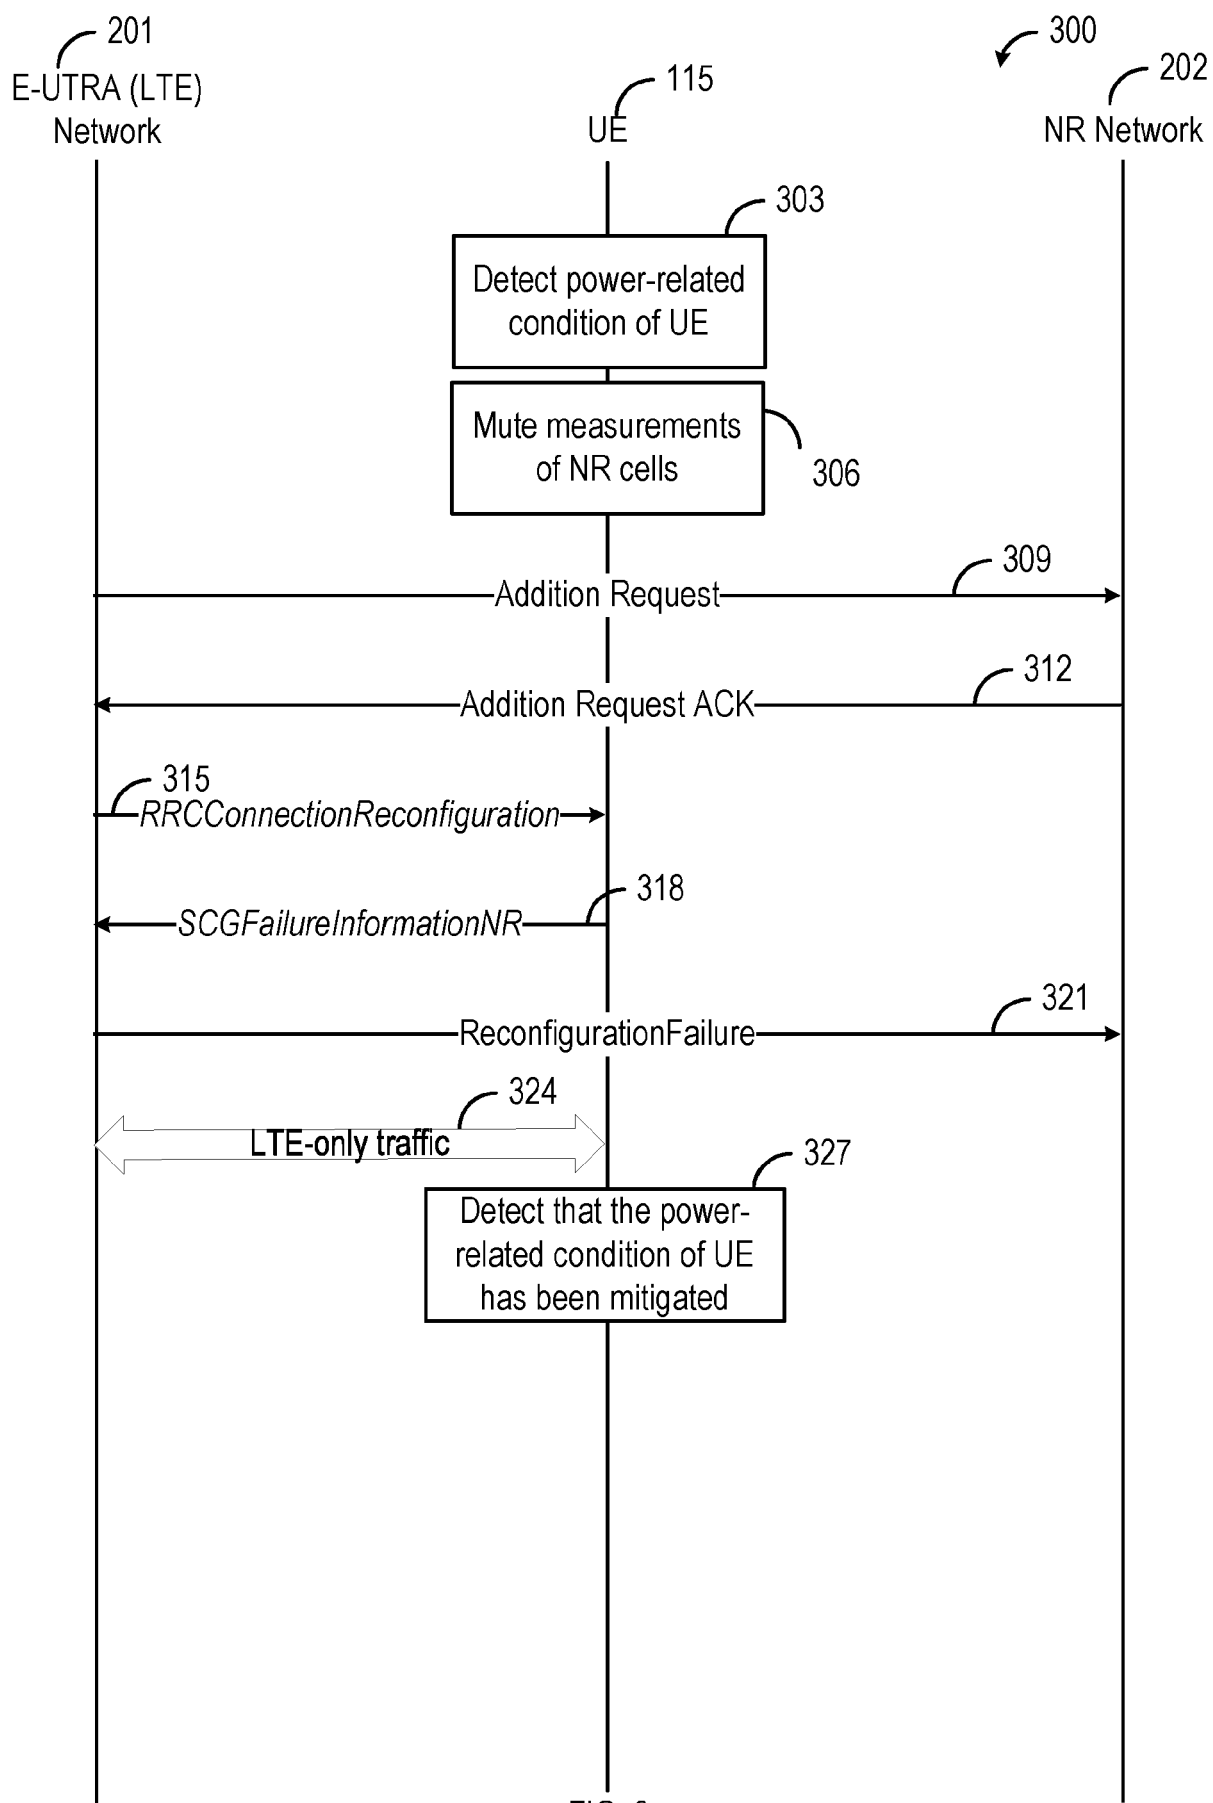 201
300
E-UTRA (LTE)
Network
115
UE
202
NR Network
303
Detect power-related
condition of UE
Mute measurements
of NR cells
306
309
Addition Request
312
Addition Request ACK
315
RRCConnectionReconfiguration
318
SCGFailureInformationNR
321
ReconfigurationFailure
324
LTE-only traffic
327
Detect that the power-
related condition of UE
has been mitigated